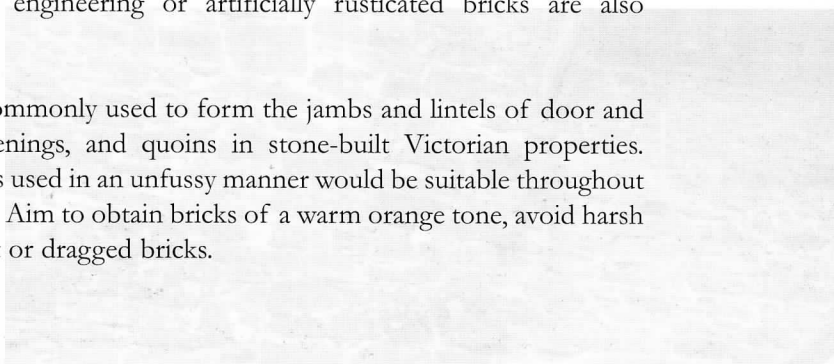 engineering or artificially rusticated bricks are also
ommonly used to form the jambs and lintels of door and
enings, and quoins in stone-built Victorian properties.
s used in an unfussy manner would be suitable throughout
Aim to obtain bricks of a warm orange tone, avoid harsh
or dragged bricks.